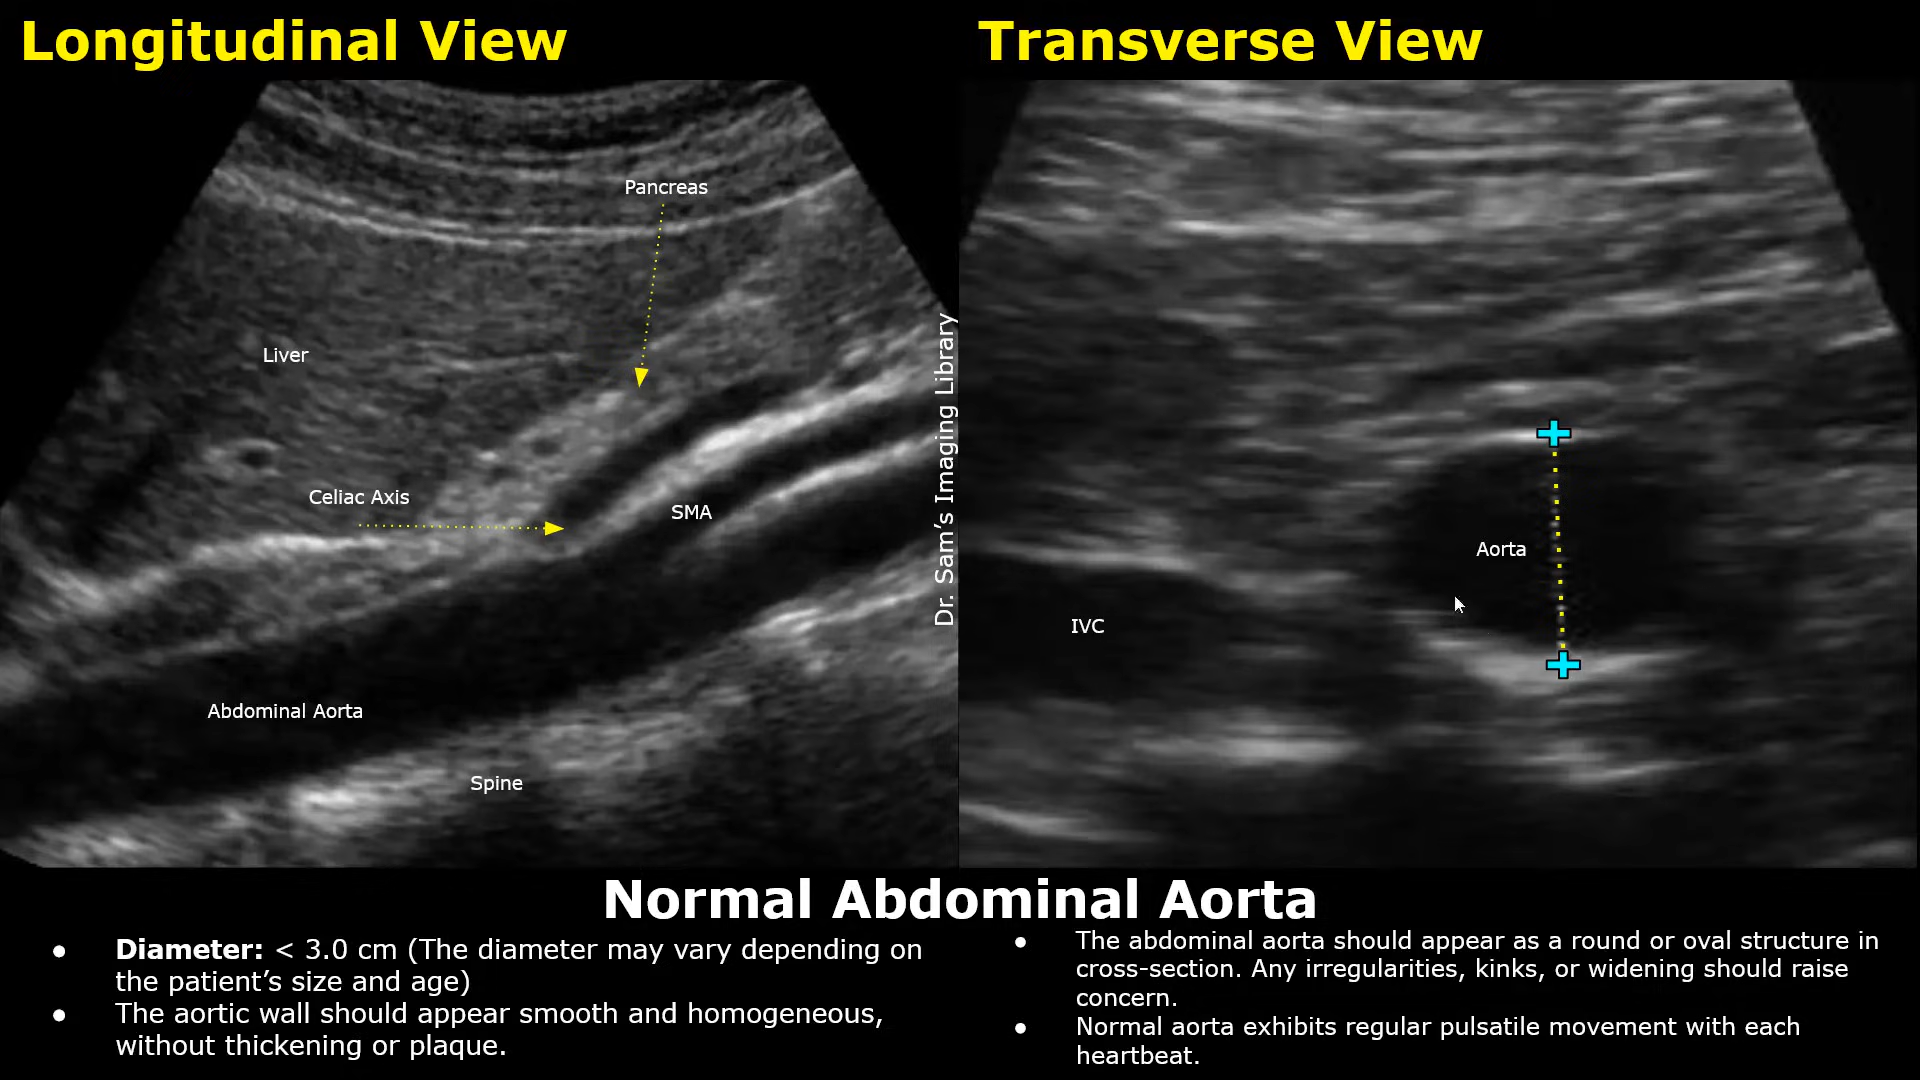 Longitudinal View
Transverse View
Pancreas
Liver
Celiac Axis
SMA
Abdominal Aorta
Spine
Dr. Sam’s Imaging Library
Aorta
IVC
Normal Abdominal Aorta
● Diameter: < 3.0 cm (The diameter may vary depending on
the patient’s size and age)
● The aortic wall should appear smooth and homogeneous,
without thickening or plaque.
● The abdominal aorta should appear as a round or oval structure in
cross-section. Any irregularities, kinks, or widening should raise
concern.
● Normal aorta exhibits regular pulsatile movement with each
heartbeat.